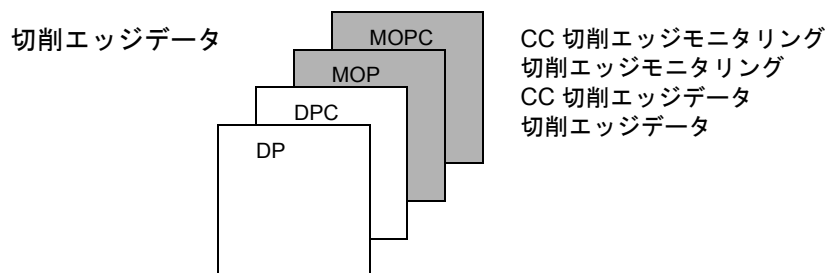 切削エッジデータ
MOPC
MOP
DPC
DP
CC 切削エッジモニタリング
切削エッジモニタリング
CC 切削エッジデータ
切削エッジデータ